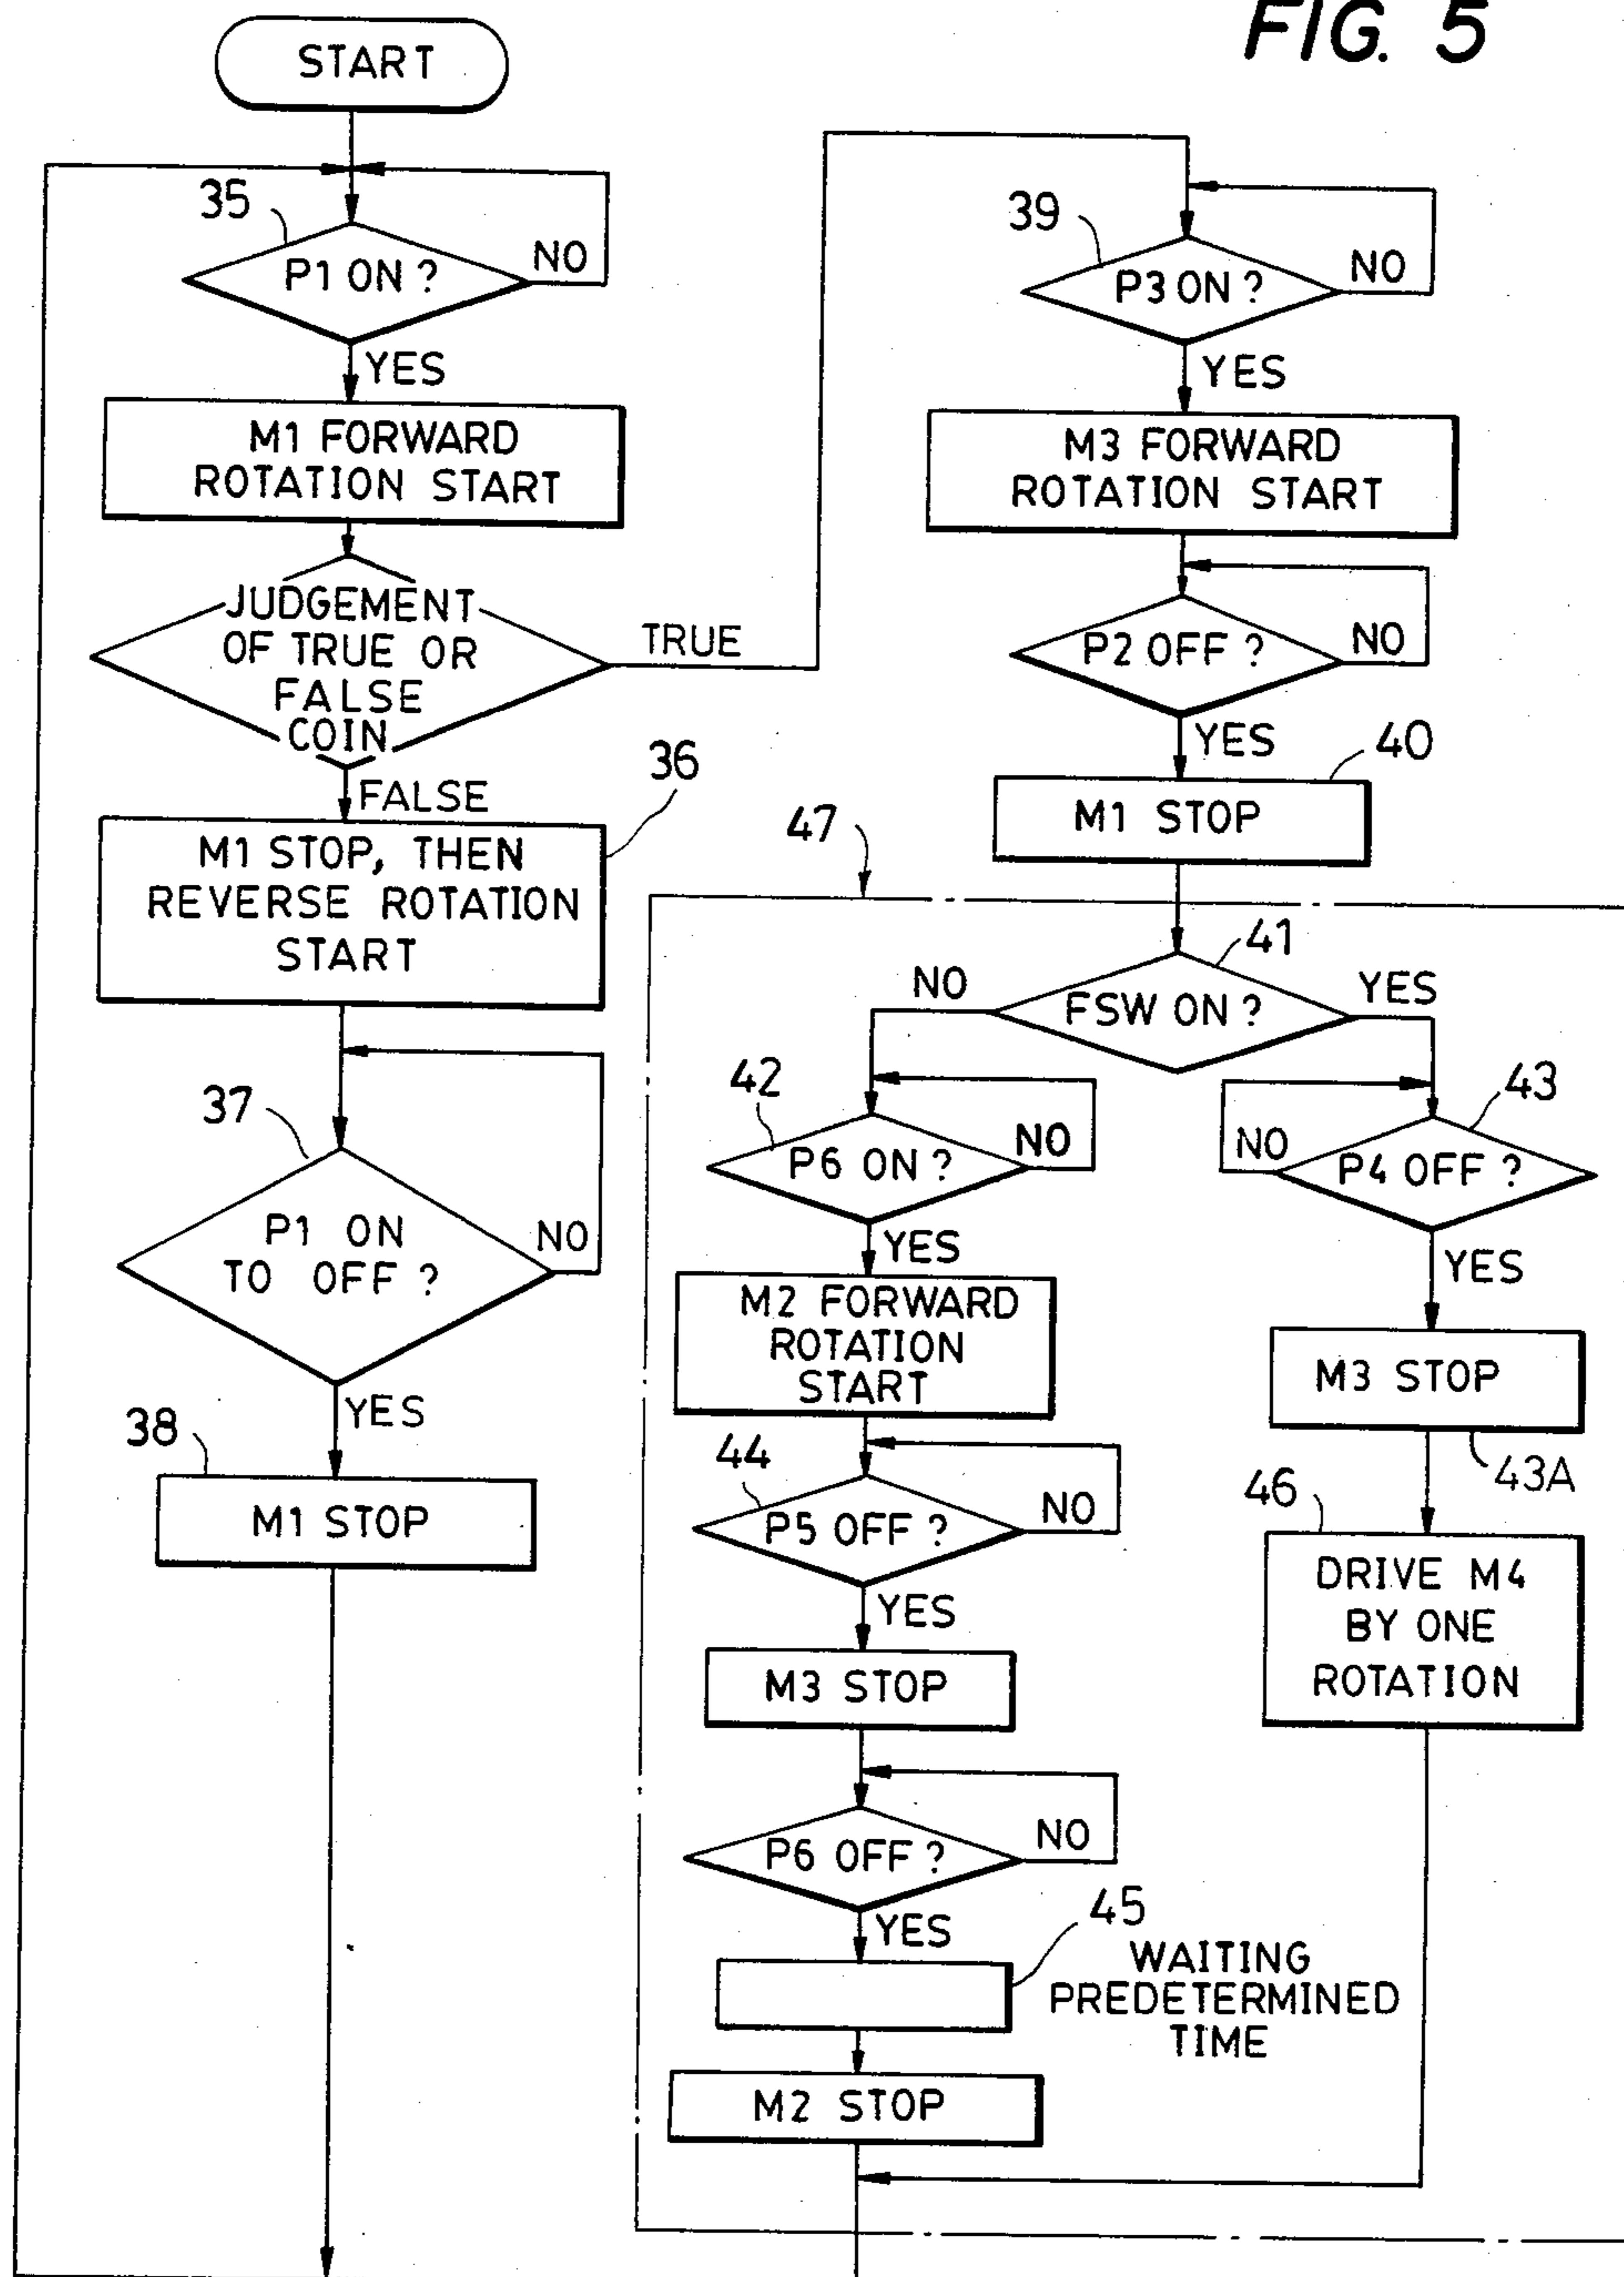 FIG. 5
START
35
P1 ON ?
NO
YES
M1 FORWARD
ROTATION START
JUDGEMENT
OF TRUE OR
FALSE
COIN
TRUE
FALSE
36
M1 STOP, THEN
REVERSE ROTATION
START
37
P1 ON
TO OFF ?
NO
YES
38
M1 STOP
39
P3 ON ?
NO
YES
M3 FORWARD
ROTATION START
P2 OFF ?
NO
YES
40
M1 STOP
47
41
FSW ON ?
NO
YES
42
P6 ON ?
NO
YES
M2 FORWARD
ROTATION
START
44
P5 OFF ?
NO
YES
M3 STOP
P6 OFF ?
NO
YES
45
WAITING
PREDETERMINED
TIME
M2 STOP
43
P4 OFF ?
NO
YES
M3 STOP
43A
46
DRIVE M4
BY ONE
ROTATION